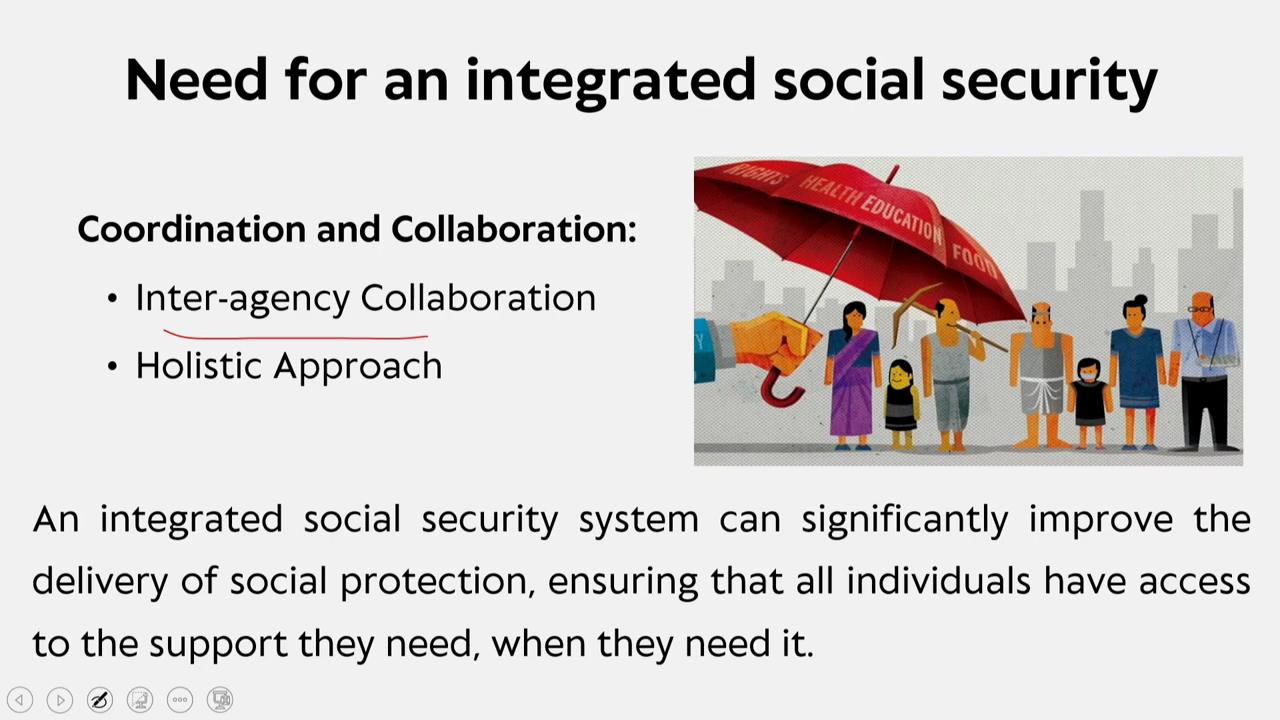 Need for an integrated social security
Coordination and Collaboration:
• Inter-agency Collaboration
• Holistic Approach
RIGHTS HEALTH EDUCATION FOOD
An integrated social security system can significantly improve the
delivery of social protection, ensuring that all individuals have access
to the support they need, when they need it.